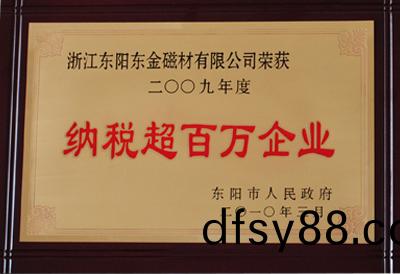 浙江东阳东金磁材有限公司荣获
二〇〇九年度
纳税超百万企业
东阳市人民政府
二〇一〇年三月
dfsy88.com